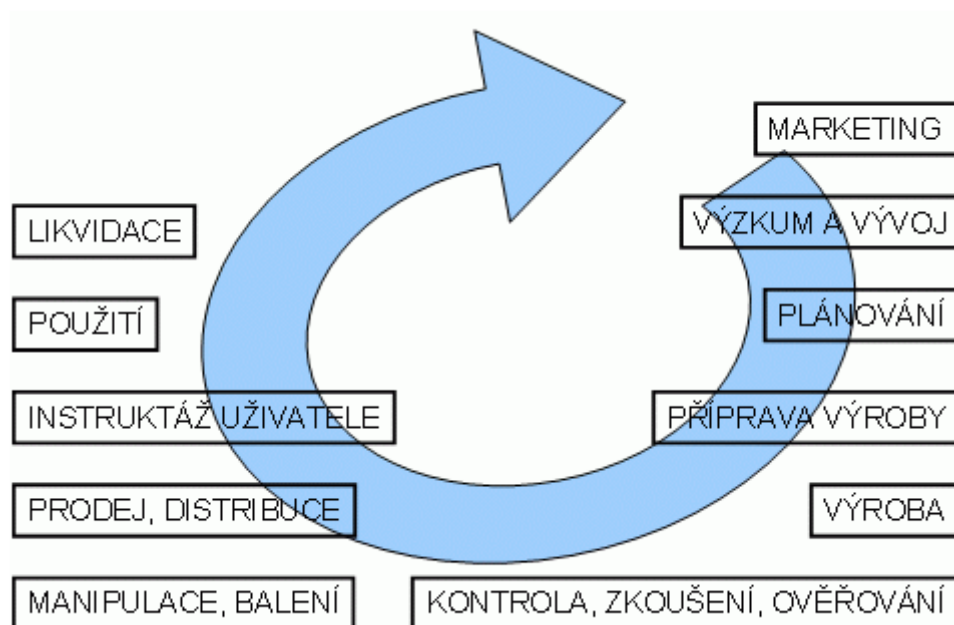 MARKETING
LIKVIDACE
VÝZKUM A VÝVOJ
POUŽITÍ
PLÁNOVÁNÍ
INSTRUKTÁŽ UŽIVATELE
PŘÍPRAVA VÝROBY
PRODEJ, DISTRIBUCE
VÝROBA
MANIPULACE, BALENÍ
KONTROLA, ZKOUŠENÍ, OVĚŘOVÁNÍ